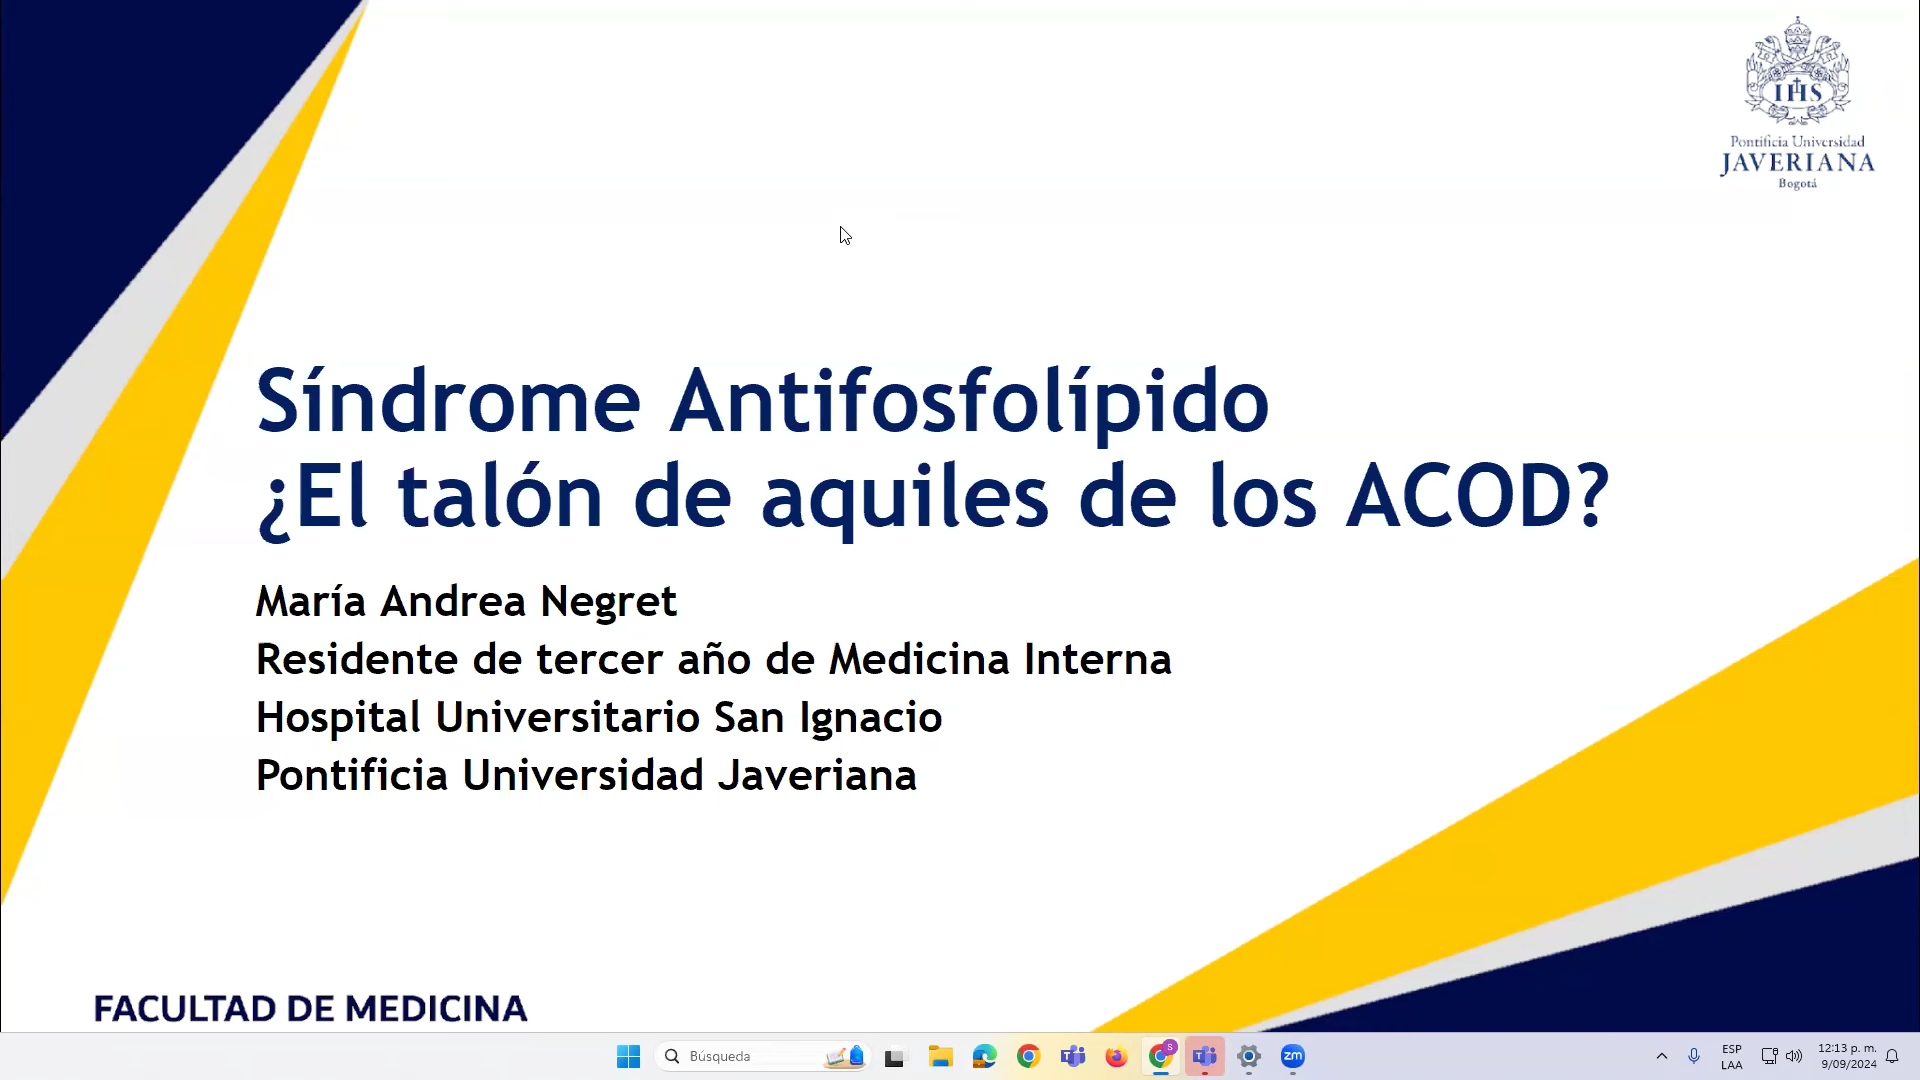 IHS
Pontificia Universidad
JAVERIANA
Bogotá
Síndrome Antifosfolípido
¿El talón de aquiles de los ACOD?
María Andrea Negret
Residente de tercer año de Medicina Interna
Hospital Universitario San Ignacio
Pontificia Universidad Javeriana
FACULTAD DE MEDICINA
Búsqueda
S
zm
ESP
LAA
12:13 p. m.
9/09/2024